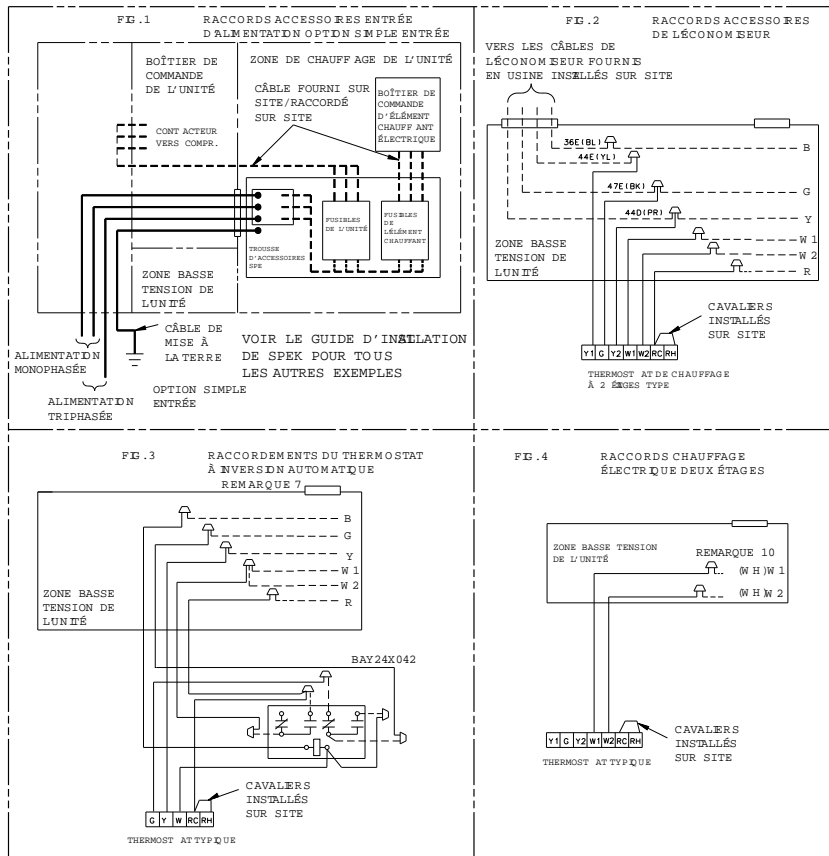 FIG.1 RACCORDS ACCESSOIRES ENTRÉE
D'ALIMENTATION OPTION SIMPLE ENTRÉE
BOÎTIER DE
COMMANDE
DE L'UNITÉ
ZONE DE CHAUFFAGE DE L'UNITÉ
CÂBLE FOURNI SUR
SITE/RACCORDÉ
SUR SITE
BOÎTIER DE
COMMANDE
D'ÉLÉMENT
CHAUFFANT
ÉLECTRIQUE
CONTACTEUR
VERS COMPR.
FUSIBLES
DE L'UNITÉ
FUSIBLES
DE
L'ÉLÉMENT
CHAUFFANT
TROUSSE
D'ACCESSOIRES
SPE
ZONE BASSE
TENSION DE
L'UNITÉ
CÂBLE DE
MISE À
LA TERRE
ALIMENTATION
MONOPHASÉE
ALIMENTATION
TRIPHASÉE
OPTION SIMPLE
ENTRÉE
VOIR LE GUIDE D'INSTALLATION
DE SPEK POUR TOUS
LES AUTRES EXEMPLES
FIG.2 RACCORDS ACCESSOIRES
DE L'ÉCONOMISEUR
VERS LES CÂBLES DE
L'ÉCONOMISEUR FOURNIS
EN USINE INSTALLÉS SUR SITE
36E(BL)
B
44E(YL)
47E(BK)
G
44D(PR)
Y
W1
W2
R
ZONE BASSE
TENSION DE
L'UNITÉ
CAVALIERS
INSTALLÉS
SUR SITE
Y1 G Y2 W1 W2 RC RH
THERMOSTAT DE CHAUFFAGE
À 2 ÉTAGES TYPE
FIG.3 RACCORDEMENTS DU THERMOSTAT
À INVERSION AUTOMATIQUE
REMARQUE 7
B
G
Y
W1
W2
R
ZONE BASSE
TENSION DE
L'UNITÉ
BAY24X042
CAVALIERS
INSTALLÉS
SUR SITE
G Y W RC RH
THERMOSTAT TYPIQUE
FIG.4 RACCORDS CHAUFFAGE
ÉLECTRIQUE DEUX ÉTAGES
ZONE BASSE TENSION
DE L'UNITÉ
REMARQUE 10
(WH)W1
(WH)W2
CAVALIERS
INSTALLÉS
SUR SITE
Y1 G Y2 W1 W2 RC RH
THERMOSTAT TYPIQUE